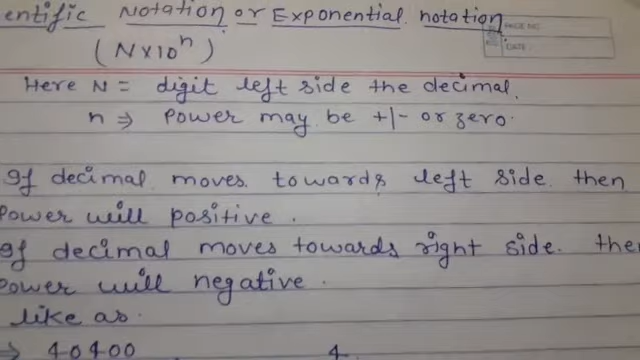 entific Notation or Exponential notation
PAGE NO.
DATE
(N×10ⁿ)
Here N = digit left side the decimal.
n ⇒ Power may be +/- or zero.
If decimal moves towards left side then
Power will positive.
If decimal moves towards right side. then
Power will negative.
like as.
⇒ 40400 4